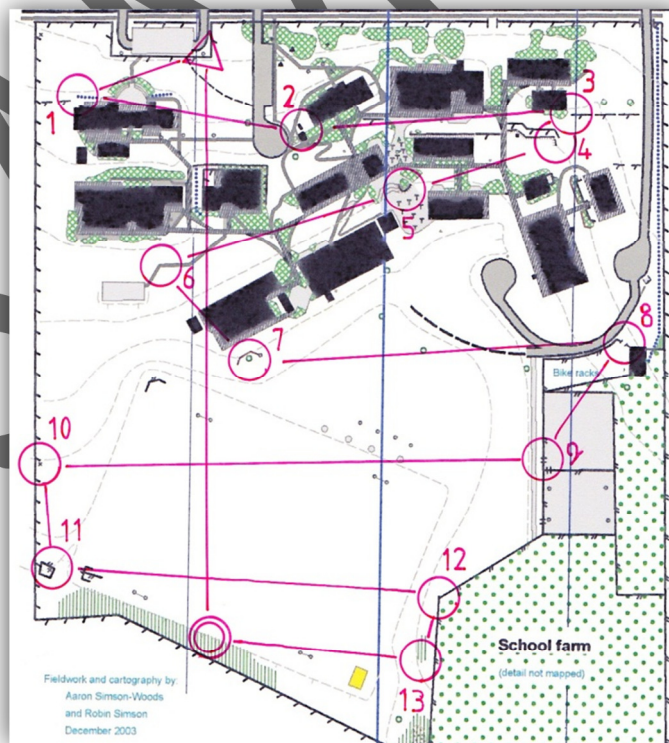 1
2
3
4
5
6
7
8
Bike racks
9
10
11
12
13
School farm
(detail not mapped)
Fieldwork and cartography by:
Aaron Simson-Woods
and Robin Simson
December 2003